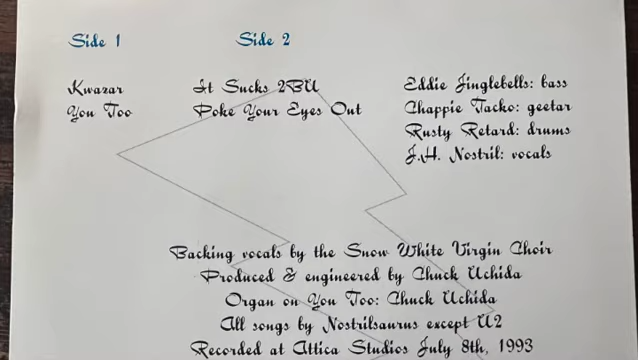 Side 1
Side 2
Kwazar
You Too
It Sucks 2BU
Poke Your Eyes Out
Eddie Jinglebells: bass
Chappie Tacko: geetar
Rusty Retard: drums
J.H. Nostril: vocals
Backing vocals by the Snow White Virgin Choir
Produced & engineered by Chuck Uchida
Organ on You Too: Chuck Uchida
All songs by Nostrilsaurus except U2
Recorded at Attica Studios July 8th, 1993